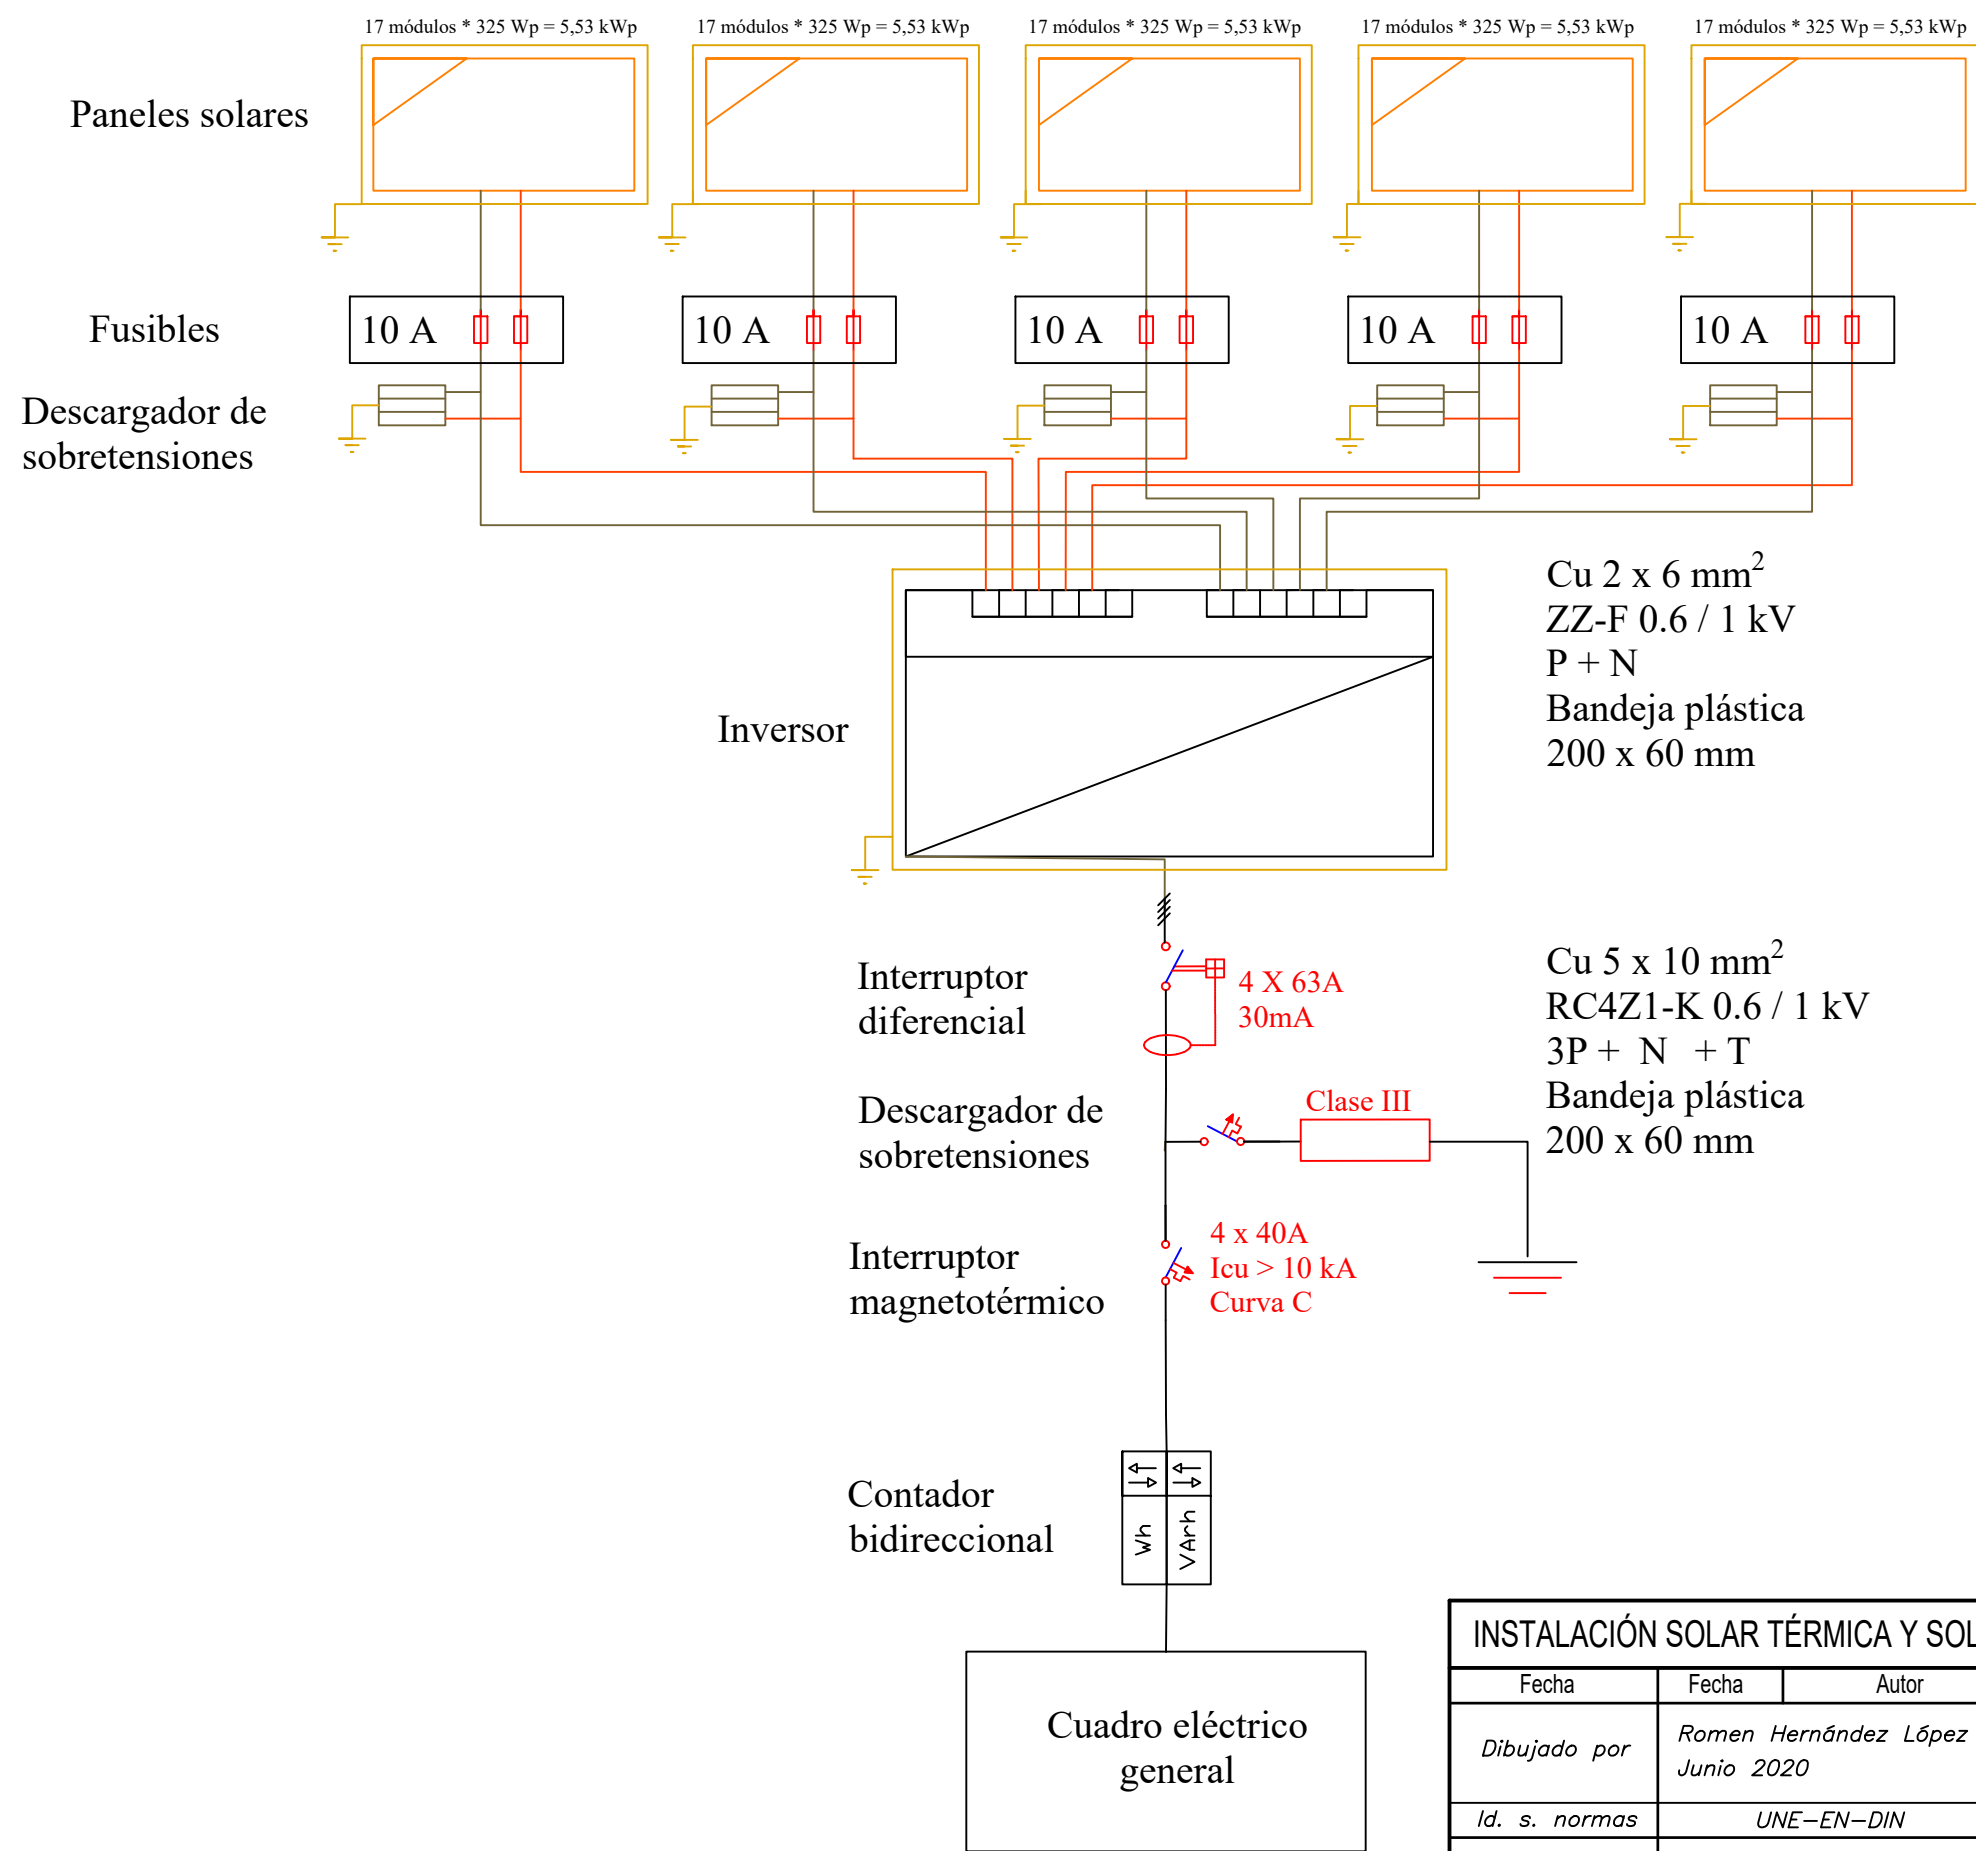 17 módulos * 325 Wp = 5,53 kWp
17 módulos * 325 Wp = 5,53 kWp
17 módulos * 325 Wp = 5,53 kWp
17 módulos * 325 Wp = 5,53 kWp
17 módulos * 325 Wp = 5,53 kWp
Paneles solares
Fusibles
10 A
10 A
10 A
10 A
10 A
Descargador de
sobretensiones
Cu 2 x 6 mm²
ZZ-F 0.6 / 1 kV
P + N
Bandeja plástica
200 x 60 mm
Inversor
Interruptor
diferencial
4 X 63A
30mA
Cu 5 x 10 mm²
RC4Z1-K 0.6 / 1 kV
3P + N + T
Bandeja plástica
200 x 60 mm
Descargador de
sobretensiones
Clase III
Interruptor
magnetotérmico
4 x 40A
Icu > 10 kA
Curva C
Contador
bidireccional
Wh
VArh
Cuadro eléctrico
general
INSTALACIÓN SOLAR TÉRMICA Y SOL
Fecha
Fecha
Autor
Dibujado por
Romen Hernández López
Junio 2020
Id. s. normas
UNE-EN-DIN